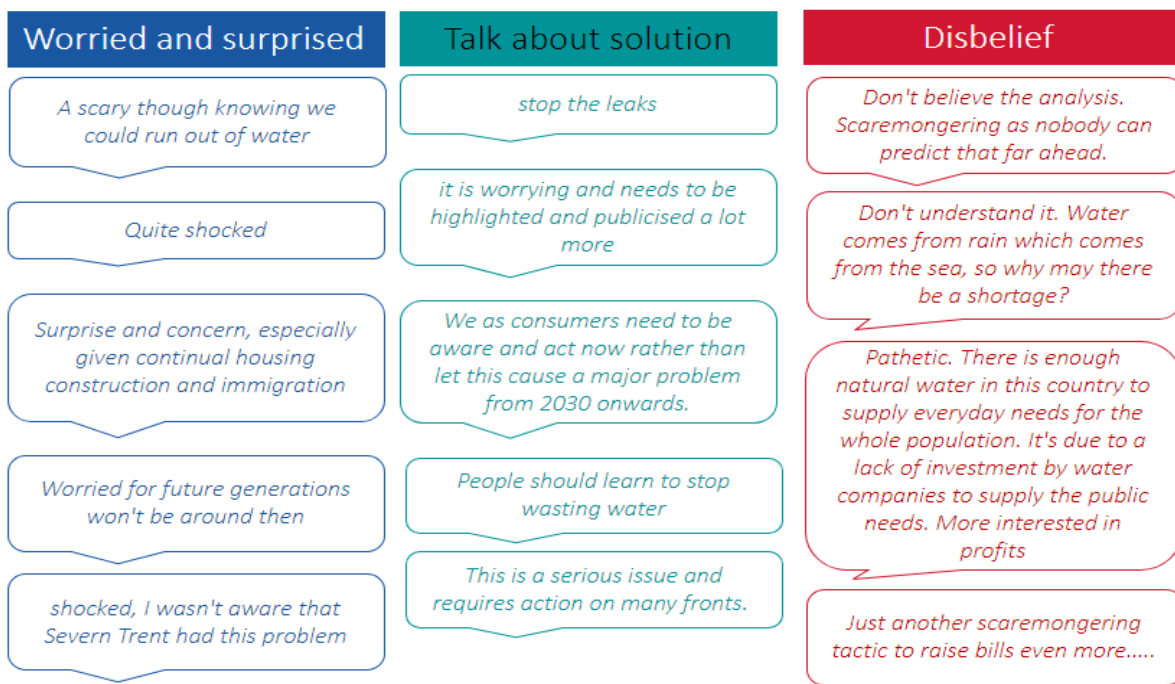 Worried and surprised
A scary though knowing we
could run out of water
Quite shocked
Surprise and concern, especially
given continual housing
construction and immigration
Worried for future generations
won't be around then
shocked, I wasn't aware that
Severn Trent had this problem
Talk about solution
stop the leaks
it is worrying and needs to be
highlighted and publicised a lot
more
We as consumers need to be
aware and act now rather than
let this cause a major problem
from 2030 onwards.
People should learn to stop
wasting water
This is a serious issue and
requires action on many fronts.
Disbelief
Don't believe the analysis.
Scaremongering as nobody can
predict that far ahead.
Don't understand it. Water
comes from rain which comes
from the sea, so why may there
be a shortage?
Pathetic. There is enough
natural water in this country to
supply everyday needs for the
whole population. It's due to a
lack of investment by water
companies to supply the public
needs. More interested in
profits
Just another scaremongering
tactic to raise bills even more.....